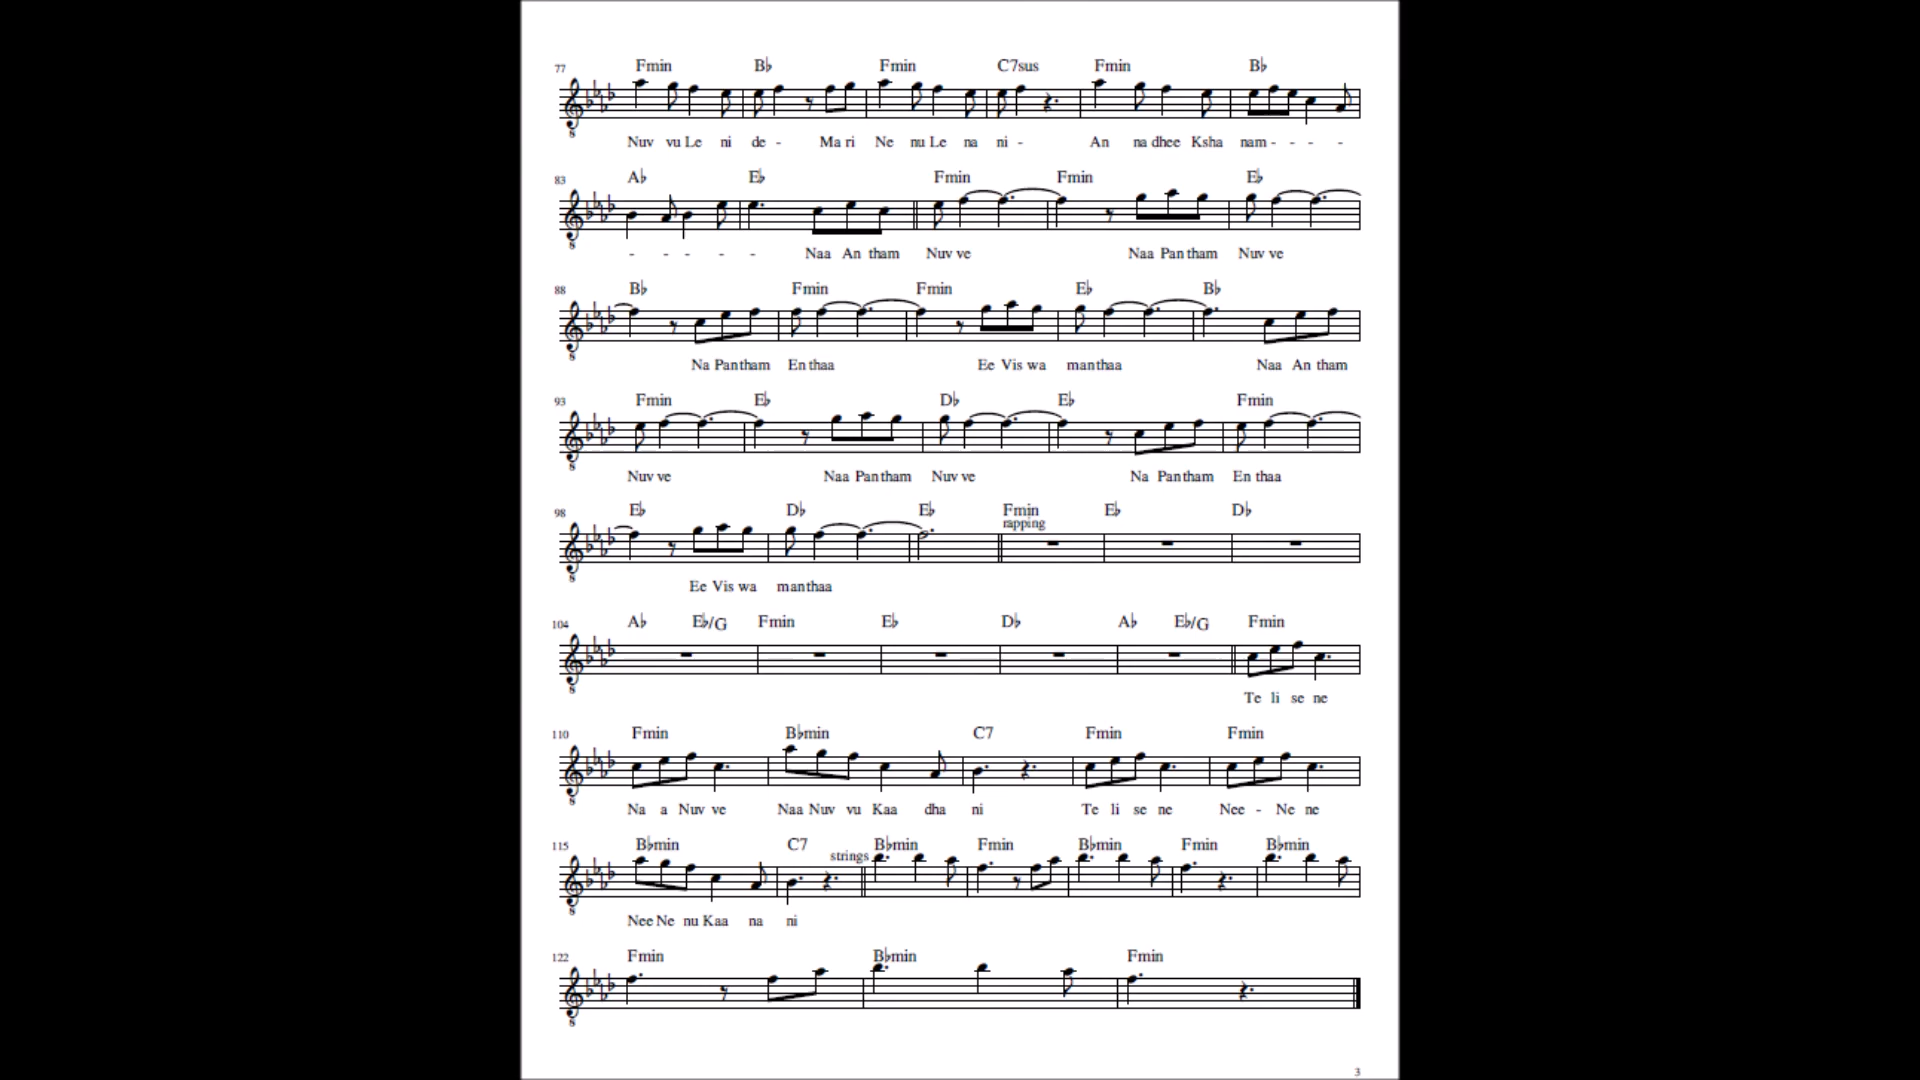 77 Fmin B♭ Fmin C7sus Fmin B♭
Nuv vu Le ni de - Ma ri Ne nu Le na ni - An na dhee Ksha nam - - - -
83 A♭ E♭ Fmin Fmin E♭
- - - - - Naa An tham Nuv ve Naa Pan tham Nuv ve
88 B♭ Fmin Fmin E♭ B♭
Na Pan tham En thaa Ee Vis wa man thaa Naa An tham
93 Fmin E♭ D♭ E♭ Fmin
Nuv ve Naa Pan tham Nuv ve Na Pan tham En thaa
98 E♭ D♭ E♭ Fmin E♭ D♭
rapping
Ee Vis wa man thaa
104 A♭ E♭/G Fmin E♭ D♭ A♭ E♭/G Fmin
Te li se ne
110 Fmin B♭min C7 Fmin Fmin
Na a Nuv ve Naa Nuv vu Kaa dha ni Te li se ne Nee - Ne ne
115 B♭min C7 B♭min Fmin B♭min Fmin B♭min
strings
Nee Ne nu Kaa na ni
122 Fmin B♭min Fmin
3